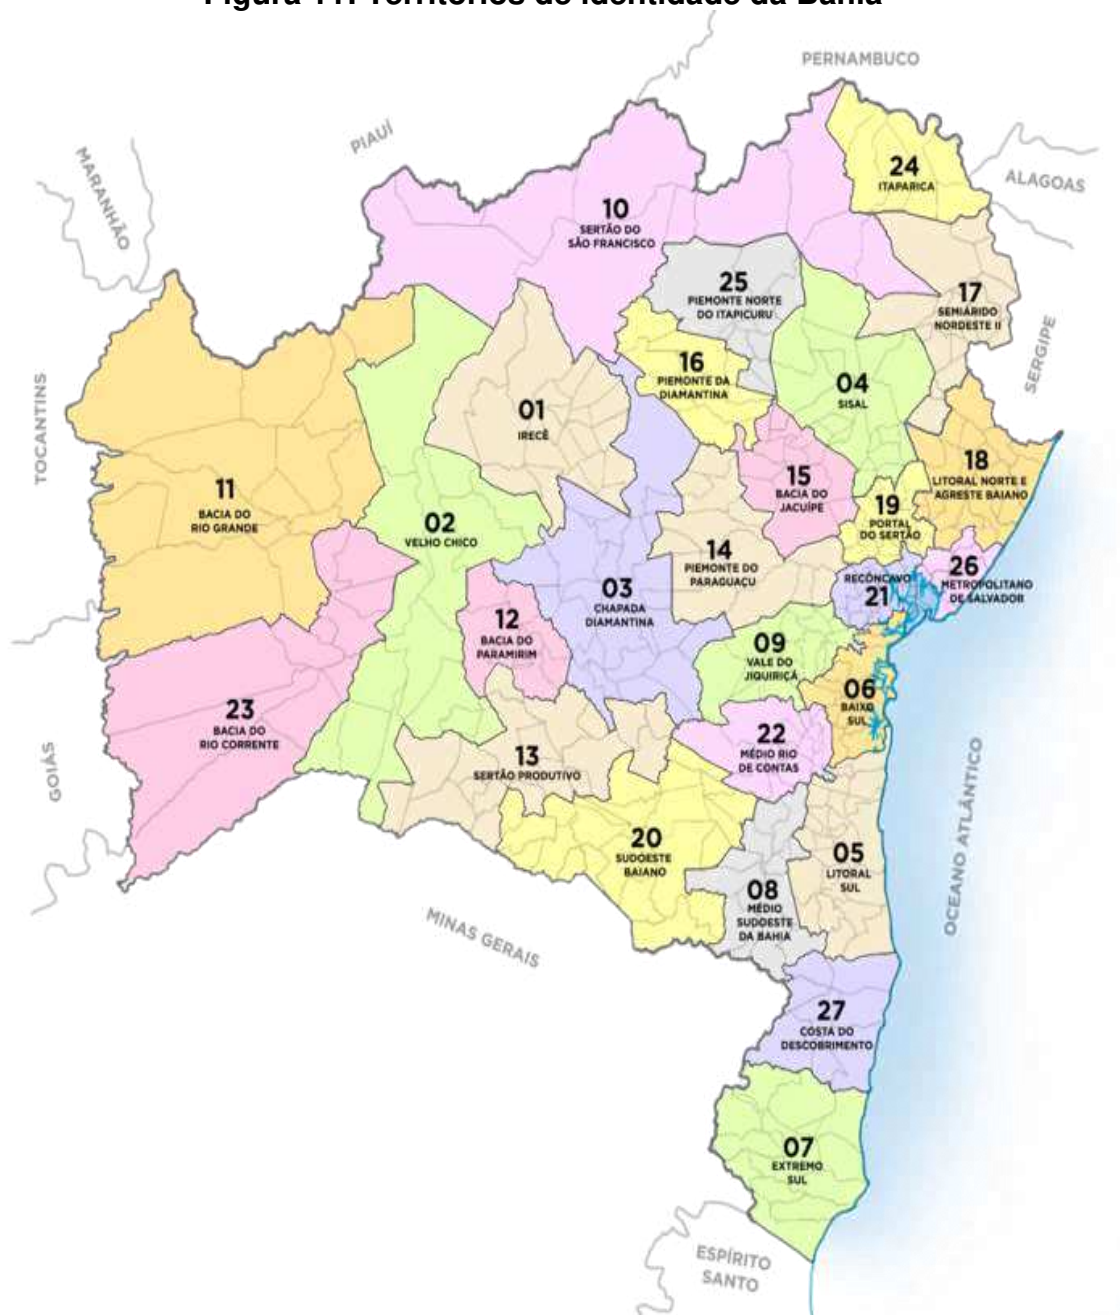 Figura 11: Territórios de Identidade da Bahia
PERNAMBUCO
PIAUÍ
MARANHÃO
ALAGOAS
SERGIPE
TOCANTINS
GOIÁS
MINAS GERAIS
ESPÍRITO
SANTO
OCEANO ATLÂNTICO
24
ITAPARICA
10
SERTÃO DO
SÃO FRANCISCO
25
PIEMONTE NORTE
DO ITAPICURU
17
SEMIÁRIDO
NORDESTE II
16
PIEMONTE DA
DIAMANTINA
04
SISAL
01
IRECÊ
18
LITORAL NORTE E
AGRESTE BAIANO
15
BACIA DO
JACUÍPE
11
BACIA DO
RIO GRANDE
19
PORTAL
DO SERTÃO
02
VELHO CHICO
14
PIEMONTE DO
PARAGUAÇU
26
METROPOLITANO
DE SALVADOR
RECÔNCAVO
21
03
CHAPADA
DIAMANTINA
12
BACIA DO
PARAMIRIM
09
VALE DO
JIQUIRIÇÁ
06
BAIXO
SUL
23
BACIA DO
RIO CORRENTE
22
MÉDIO RIO
DE CONTAS
13
SERTÃO PRODUTIVO
20
SUDOESTE
BAIANO
05
LITORAL
SUL
08
MÉDIO
SUDOESTE
DA BAHIA
27
COSTA DO
DESCOBRIMENTO
07
EXTREMO
SUL